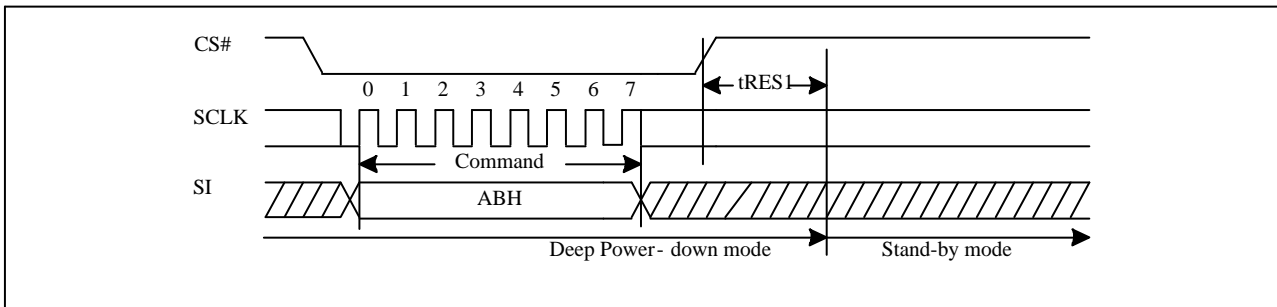 CS#
tRES1
0 1 2 3 4 5 6 7
SCLK
Command
SI
ABH
Deep Power- down mode
Stand-by mode